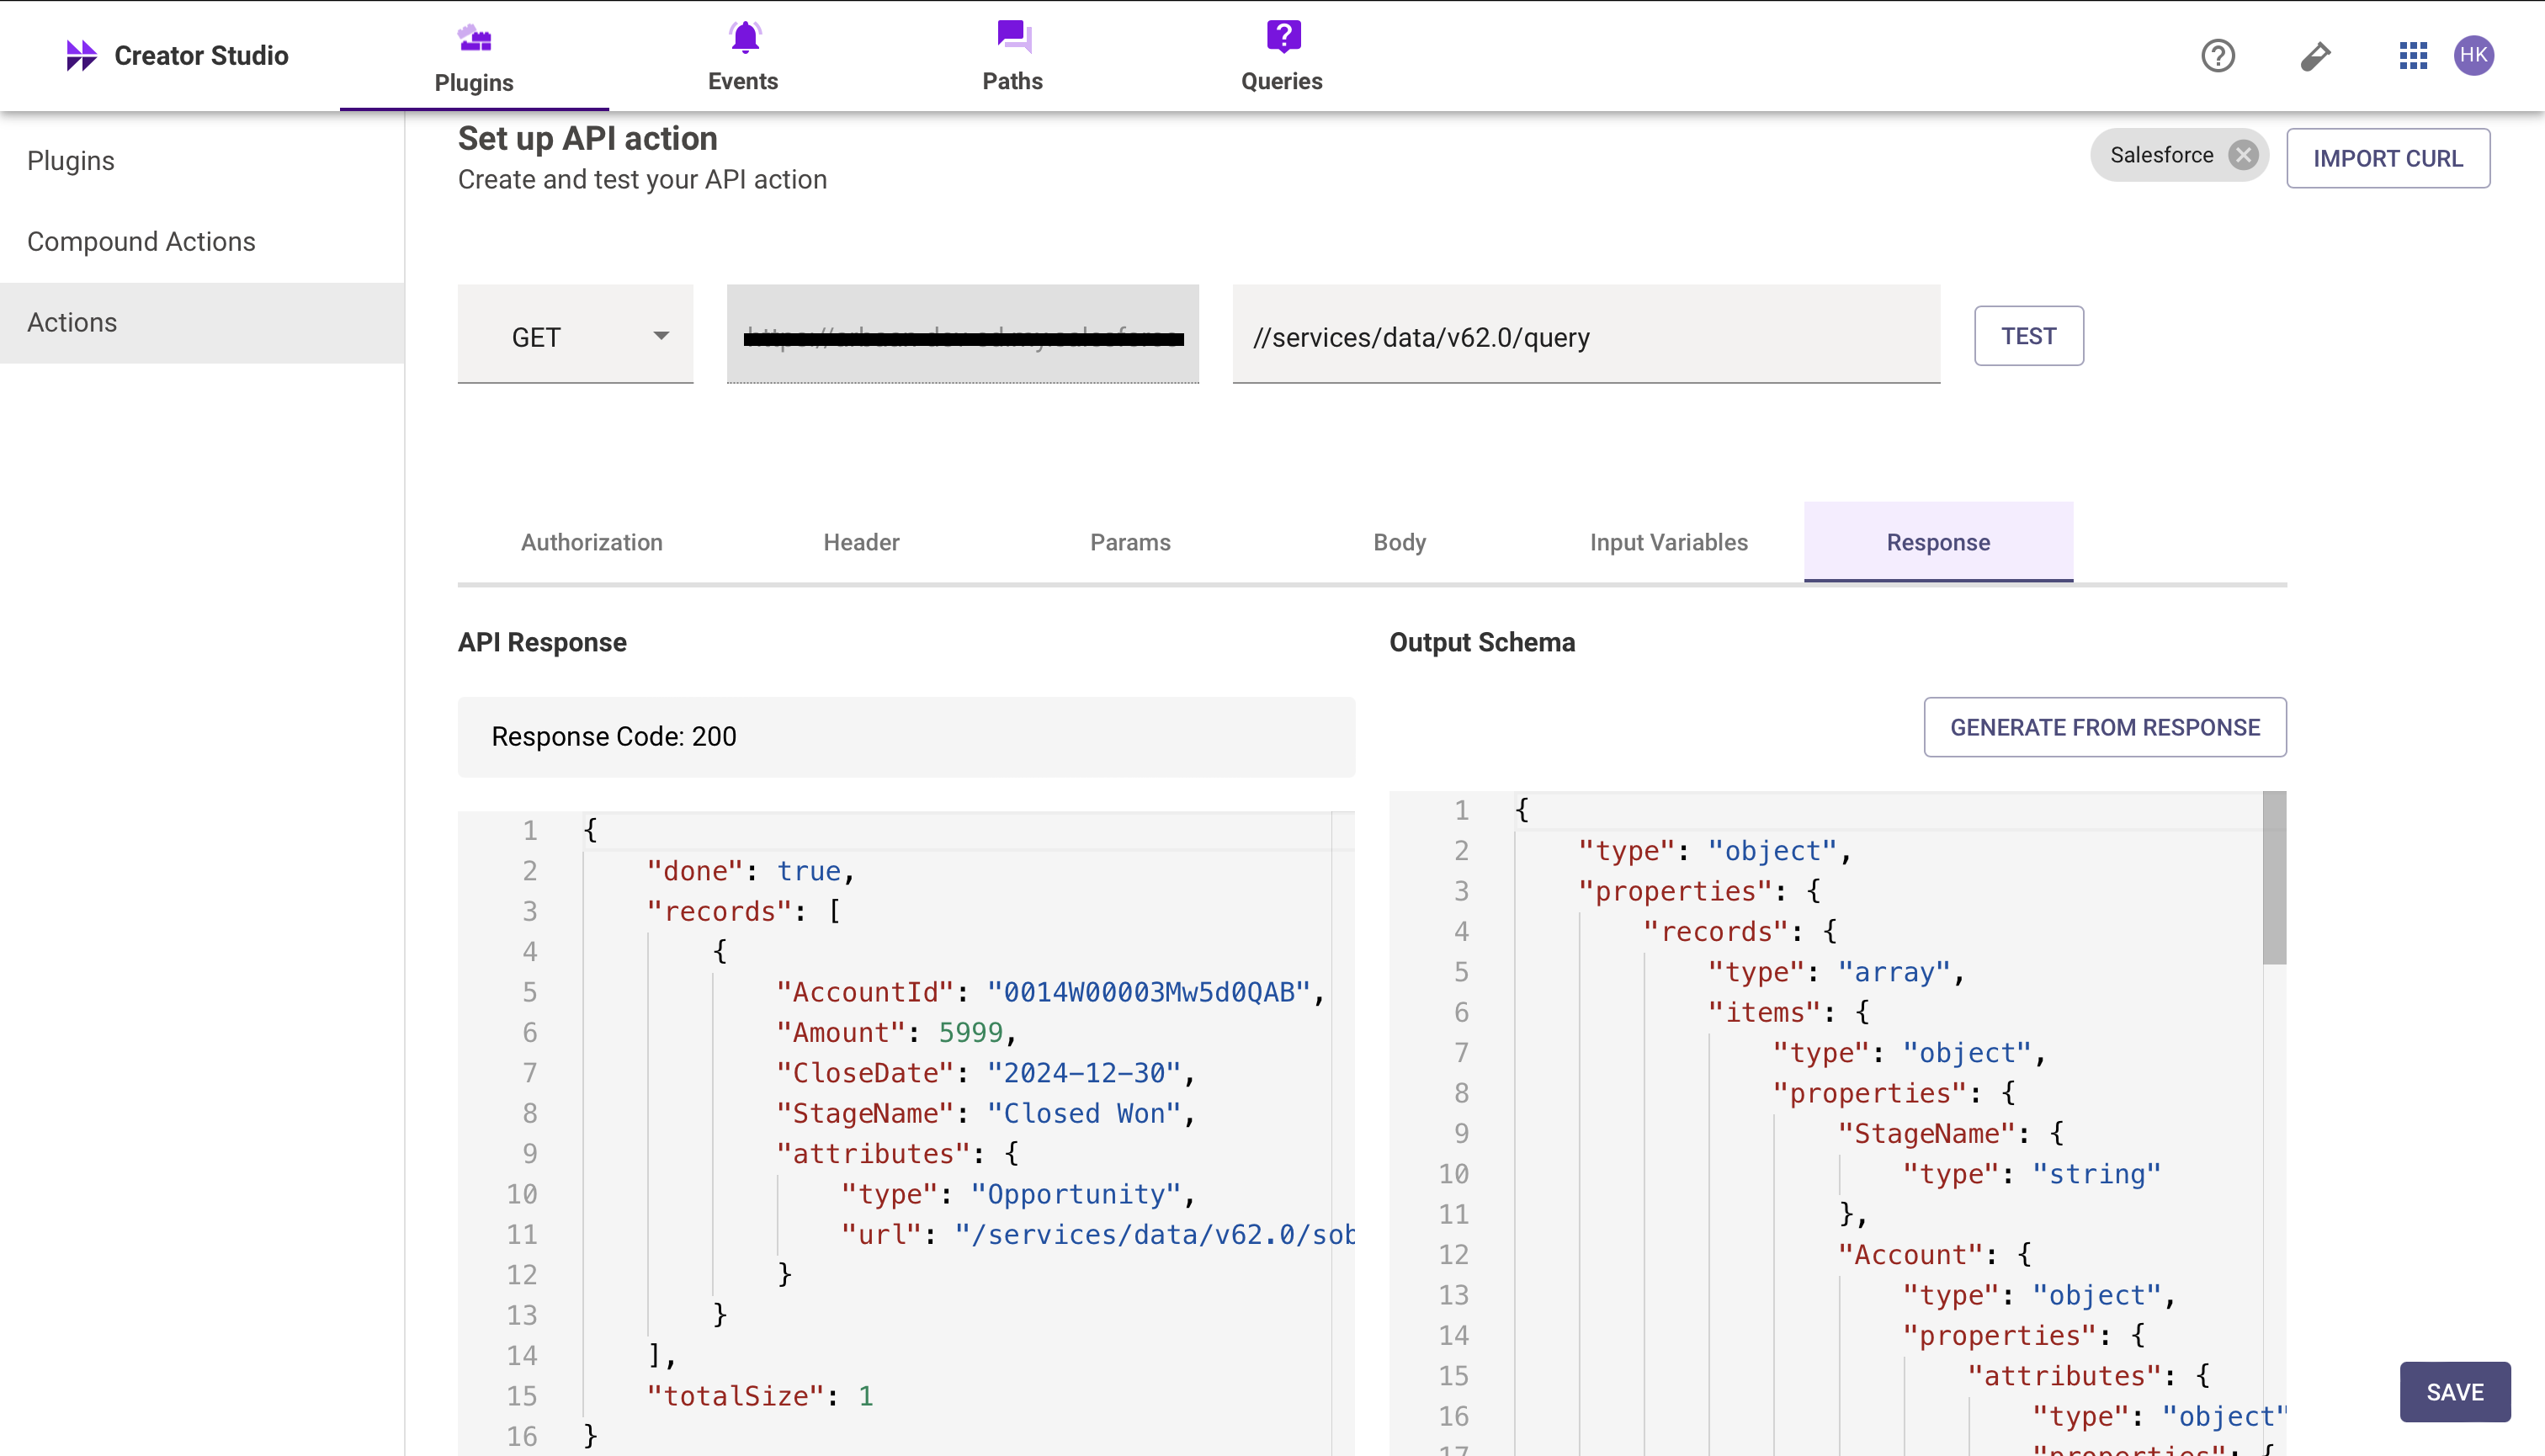 Creator Studio
Plugins
Events
Paths
Queries
?
HK
Plugins
Compound Actions
Actions
Set up API action
Create and test your API action
Salesforce
IMPORT CURL
GET
//services/data/v62.0/query
TEST
Authorization
Header
Params
Body
Input Variables
Response
API Response
Response Code: 200
1 {
2 "done": true,
3 "records": [
4 {
5 "AccountId": "0014W00003Mw5d0QAB",
6 "Amount": 5999,
7 "CloseDate": "2024-12-30",
8 "StageName": "Closed Won",
9 "attributes": {
10 "type": "Opportunity",
11 "url": "/services/data/v62.0/sob
12 }
13 }
14 ],
15 "totalSize": 1
16 }
Output Schema
GENERATE FROM RESPONSE
1 {
2 "type": "object",
3 "properties": {
4 "records": {
5 "type": "array",
6 "items": {
7 "type": "object",
8 "properties": {
9 "StageName": {
10 "type": "string"
11 },
12 "Account": {
13 "type": "object",
14 "properties": {
15 "attributes": {
16 "type": "object"
17 "properties": {
SAVE